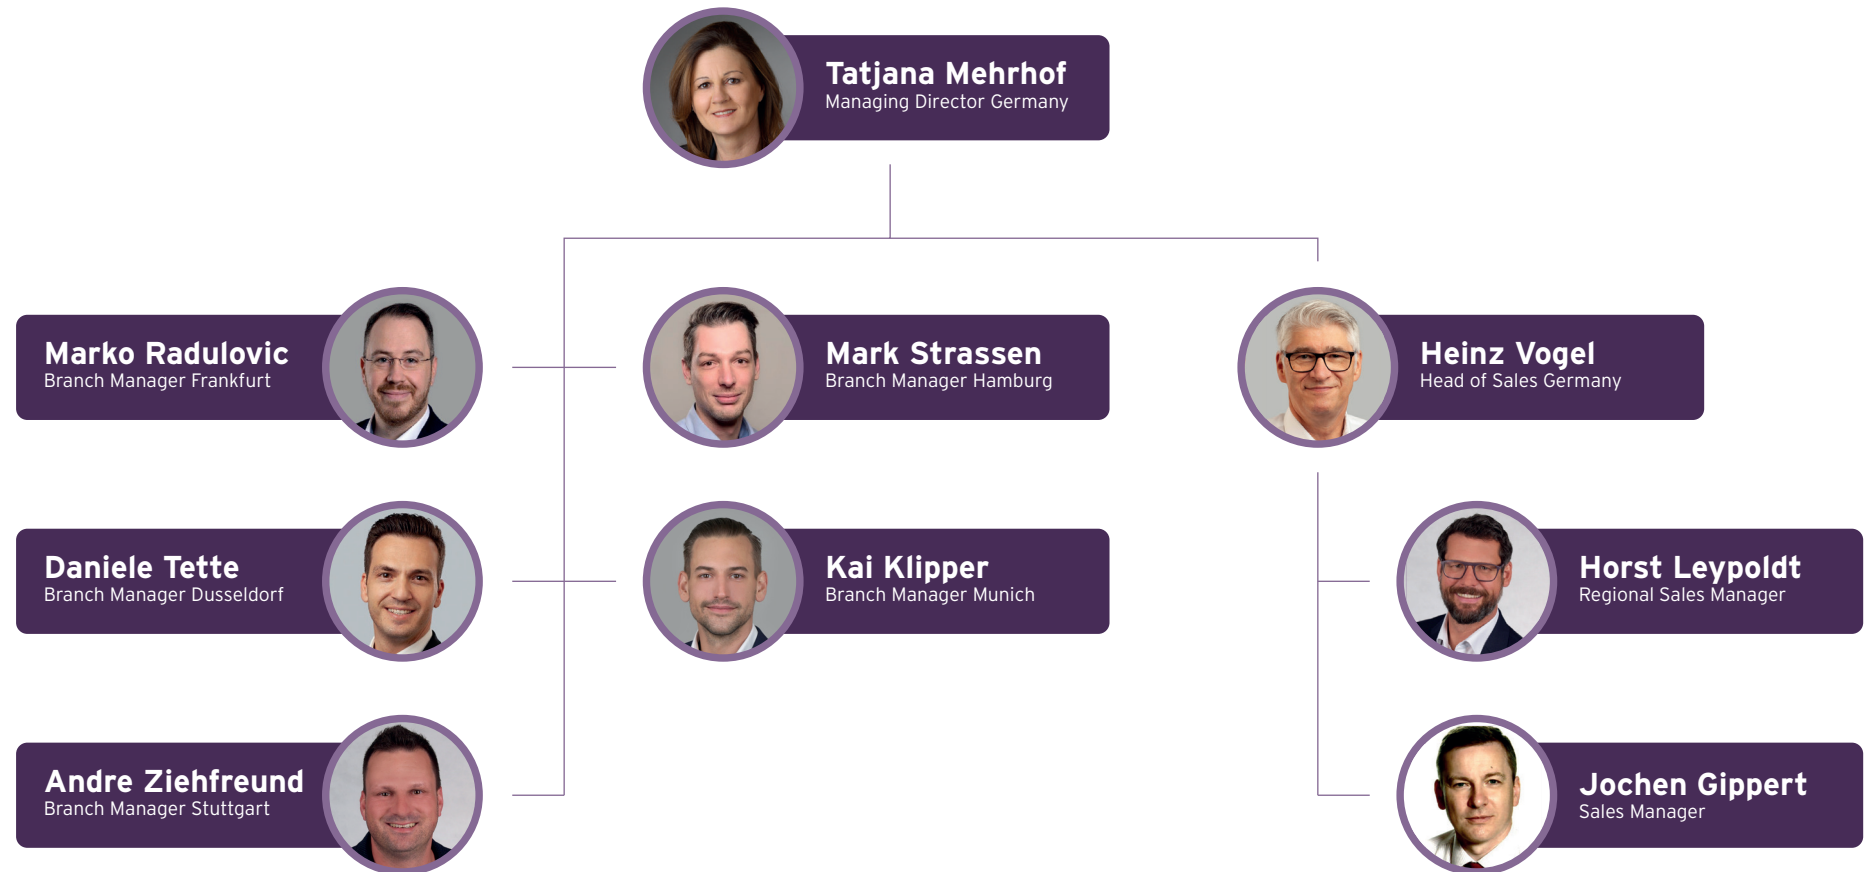 Tatjana Mehrhof
Managing Director Germany
Marko Radulovic
Branch Manager Frankfurt
Mark Strassen
Branch Manager Hamburg
Heinz Vogel
Head of Sales Germany
Daniele Tette
Branch Manager Dusseldorf
Kai Klipper
Branch Manager Munich
Horst Leypoldt
Regional Sales Manager
Andre Ziehfreund
Branch Manager Stuttgart
Jochen Gippert
Sales Manager